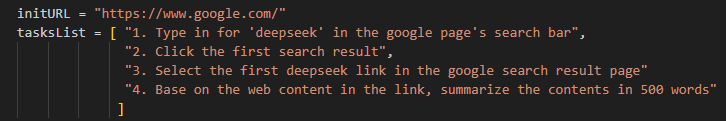 initURL = "https://www.google.com/"
tasksList = [ "1. Type in for 'deepseek' in the google page's search bar",
"2. Click the first search result",
"3. Select the first deepseek link in the google search result page"
"4. Base on the web content in the link, summarize the contents in 500 words"
]